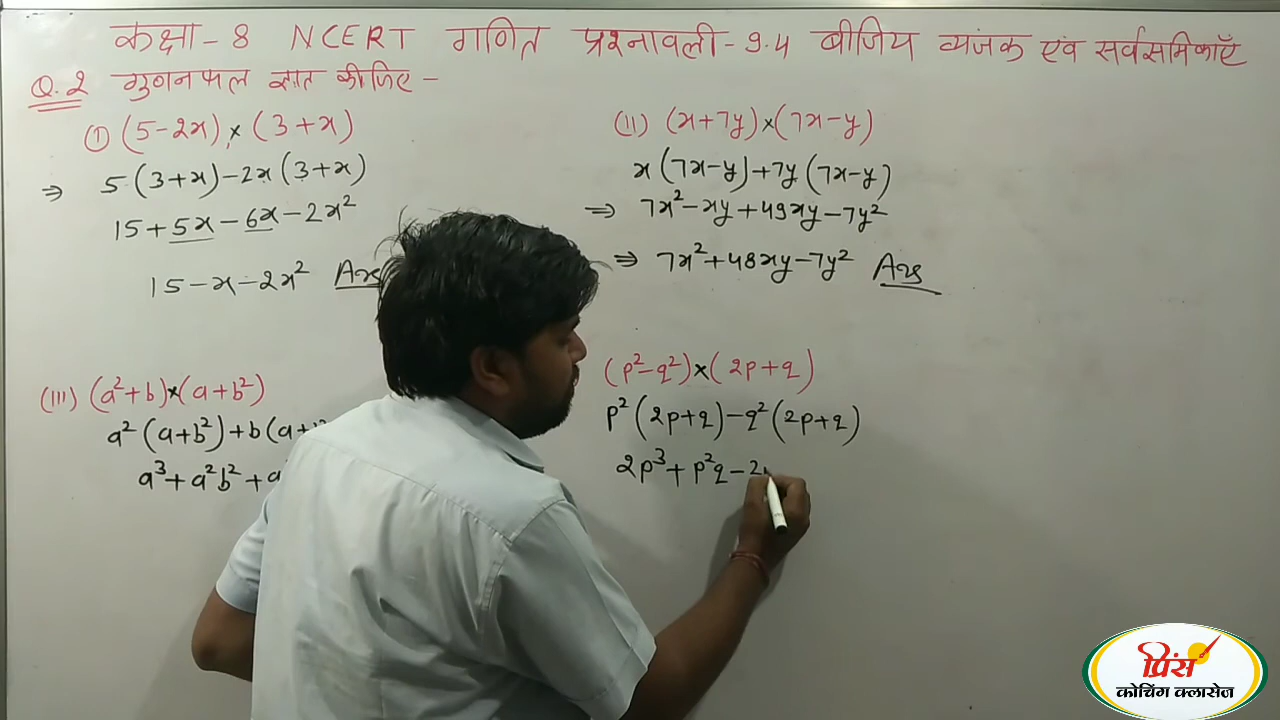 कक्षा-8 NCERT गणित प्रश्नावली-9.4 बीजिय व्यंजक एवं सर्वसमिकाएँ
Q.2 गुणनफल ज्ञात कीजिए -
(I) (5-2x) × (3+x)
⇒ 5(3+x)-2x(3+x)
15+5x-6x-2x²
15-x-2x² Ans
(II) (x+7y)×(7x-y)
x(7x-y)+7y(7x-y)
⇒ 7x²-xy+49xy-7y²
⇒ 7x²+48xy-7y² Ans
(III) (a²+b)×(a+b²)
a²(a+b²)+b(a+
a³+a²b²+a
(p²-q²)×(2p+q)
p²(2p+q)-q²(2p+q)
2p³+p²q-2
प्रिंस
कोचिंग क्लासेज